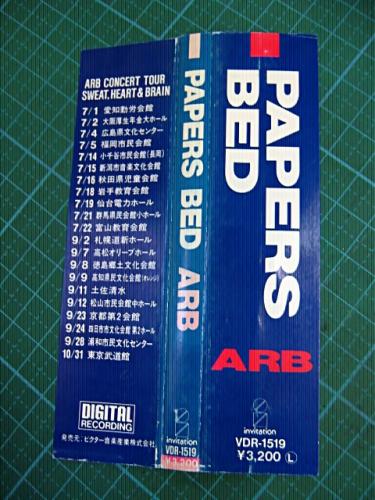 ARB CONCERT TOUR
SWEAT, HEART & BRAIN
7/1 愛知勤労会館
7/2 大阪厚生年金大ホール
7/4 広島県文化センター
7/5 福岡市民会館
7/14 小千谷市民会館(長岡)
7/15 新潟市音楽文化会館
7/16 秋田県児童会館
7/18 岩手教育会館
7/19 仙台電力ホール
7/21 群馬県民会館小ホール
7/22 富山教育会館
9/2 札幌道新ホール
9/7 高松オリーブホール
9/8 徳島郷土文化会館
9/9 高知県民文化会館(オレンジ)
9/11 土佐清水
9/12 松山市民会館中ホール
9/23 京都第2会館
9/24 四日市市文化会館第2ホール
9/28 浦和市民文化センター
10/31 東京武道館
DIGITAL
RECORDING
発売元:ビクター音楽産業株式会社
PAPERS BED ARB
invitation
VDR-1519
¥3,200
PAPERS
BED
ARB
invitation
VDR-1519
¥3,200 L